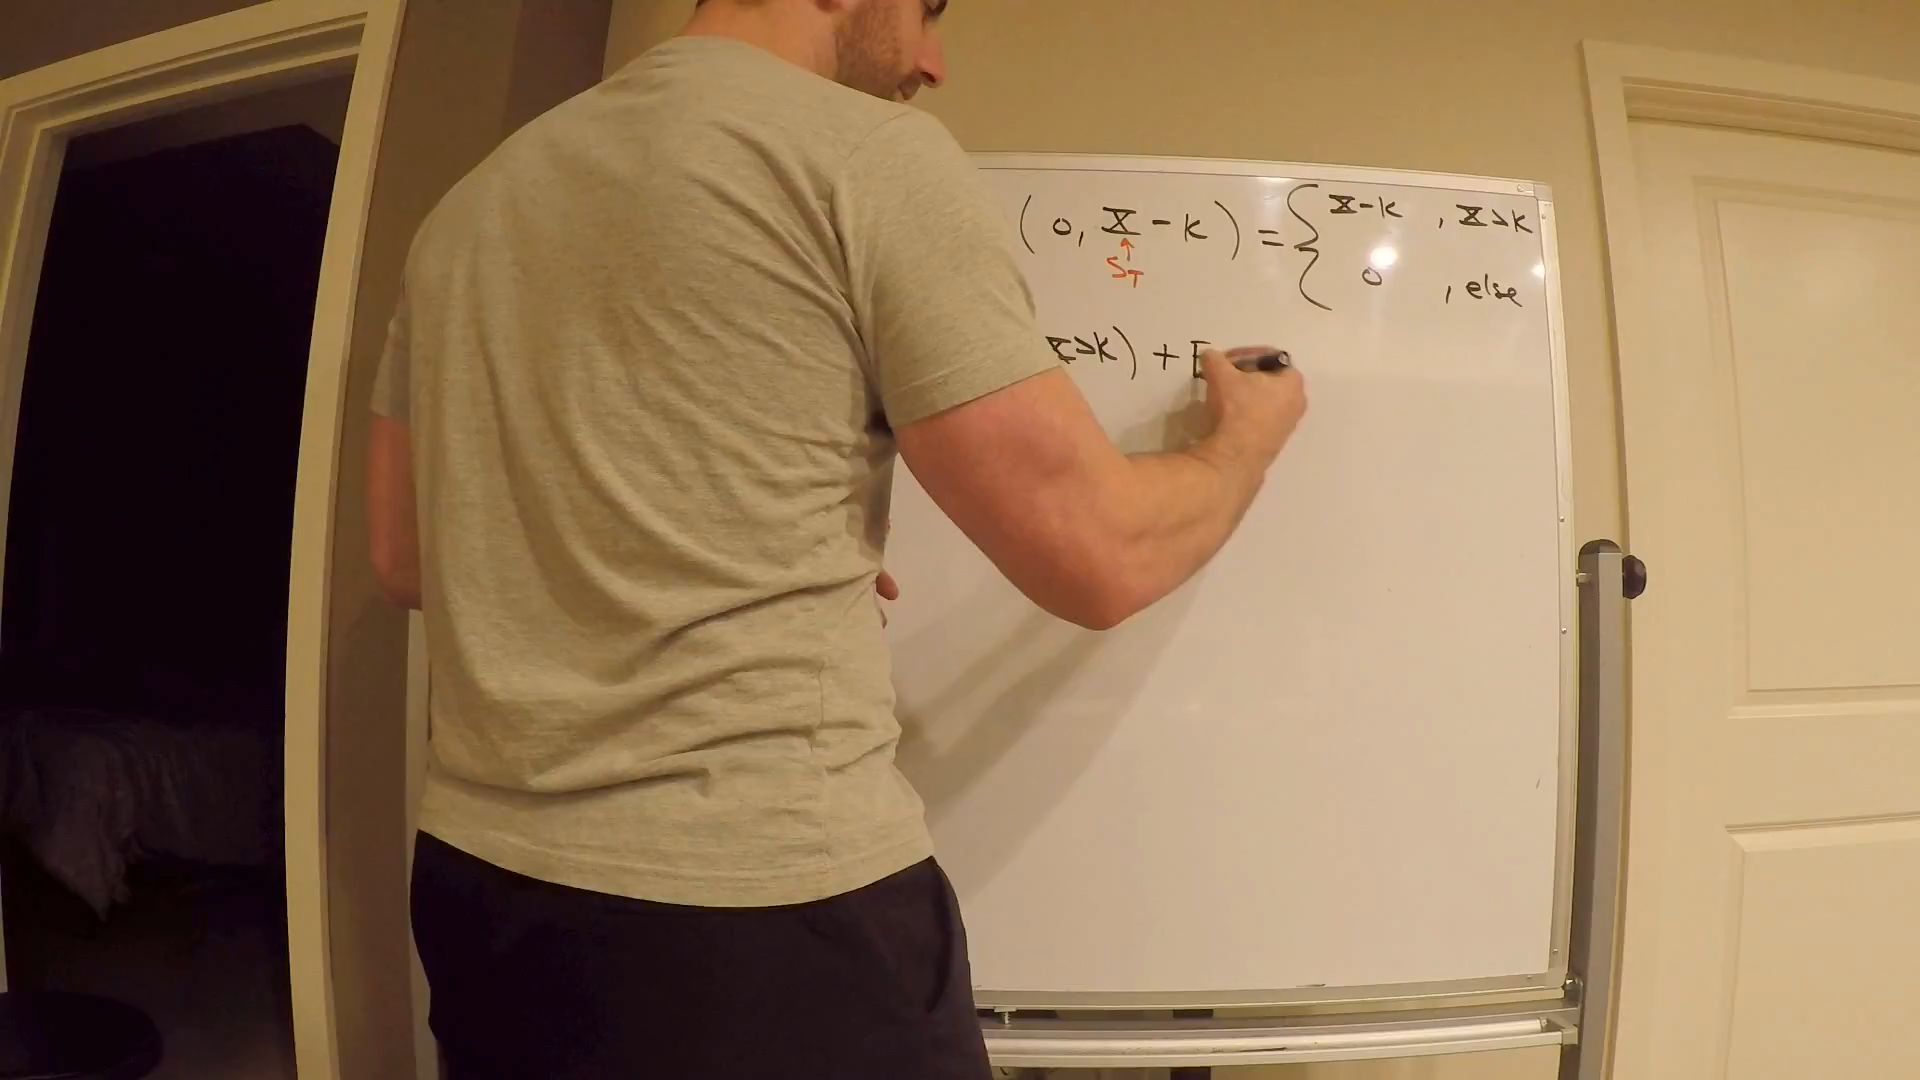 (0, X - K) = { X-K , X>K
S_T
0 , else
X>K) + E